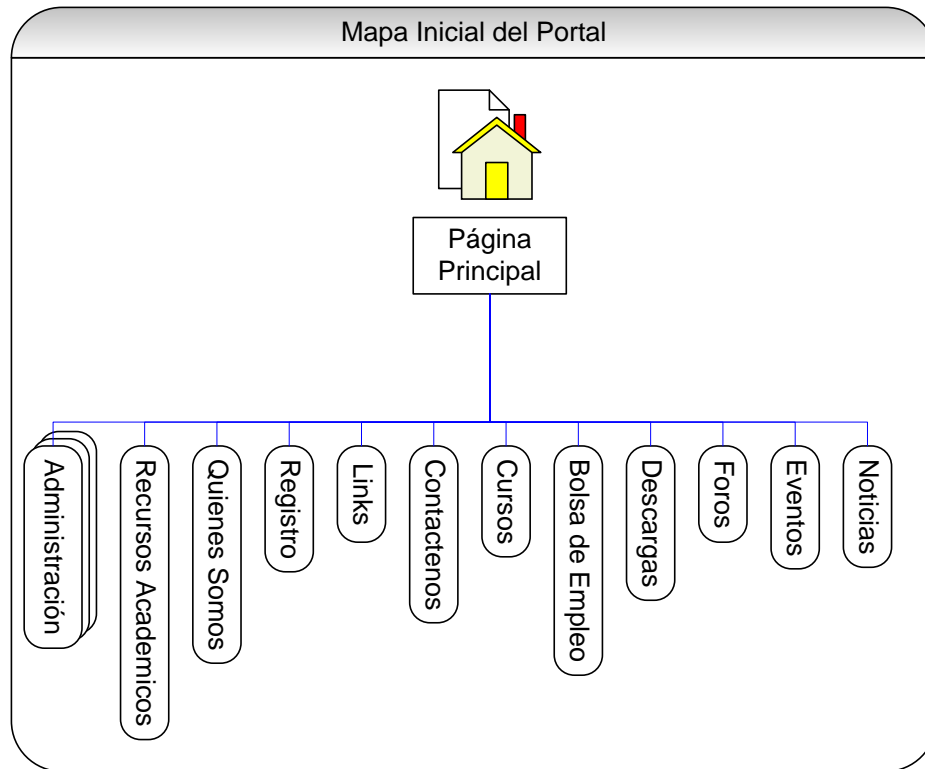 Mapa Inicial del Portal
Página
Principal
Administración
Recursos Academicos
Quienes Somos
Registro
Links
Contactenos
Cursos
Bolsa de Empleo
Descargas
Foros
Eventos
Noticias